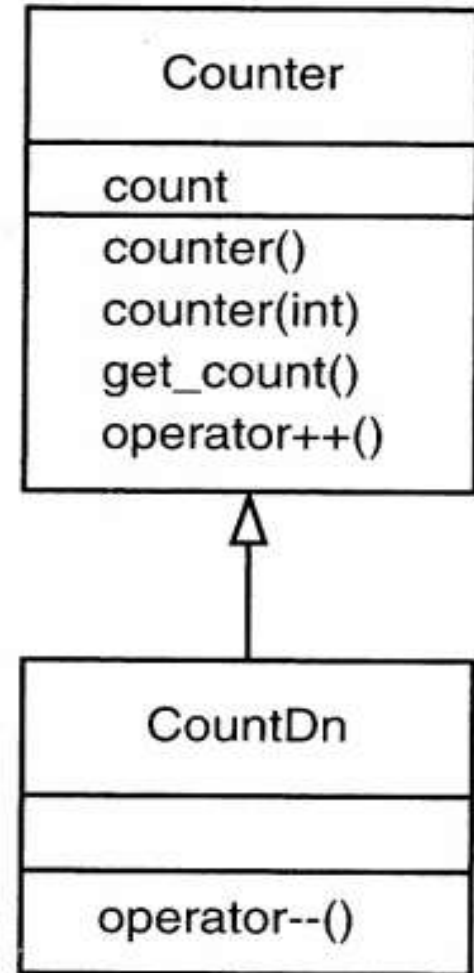 Counter
count
counter()
counter(int)
get_count()
operator++()
CountDn
operator--()